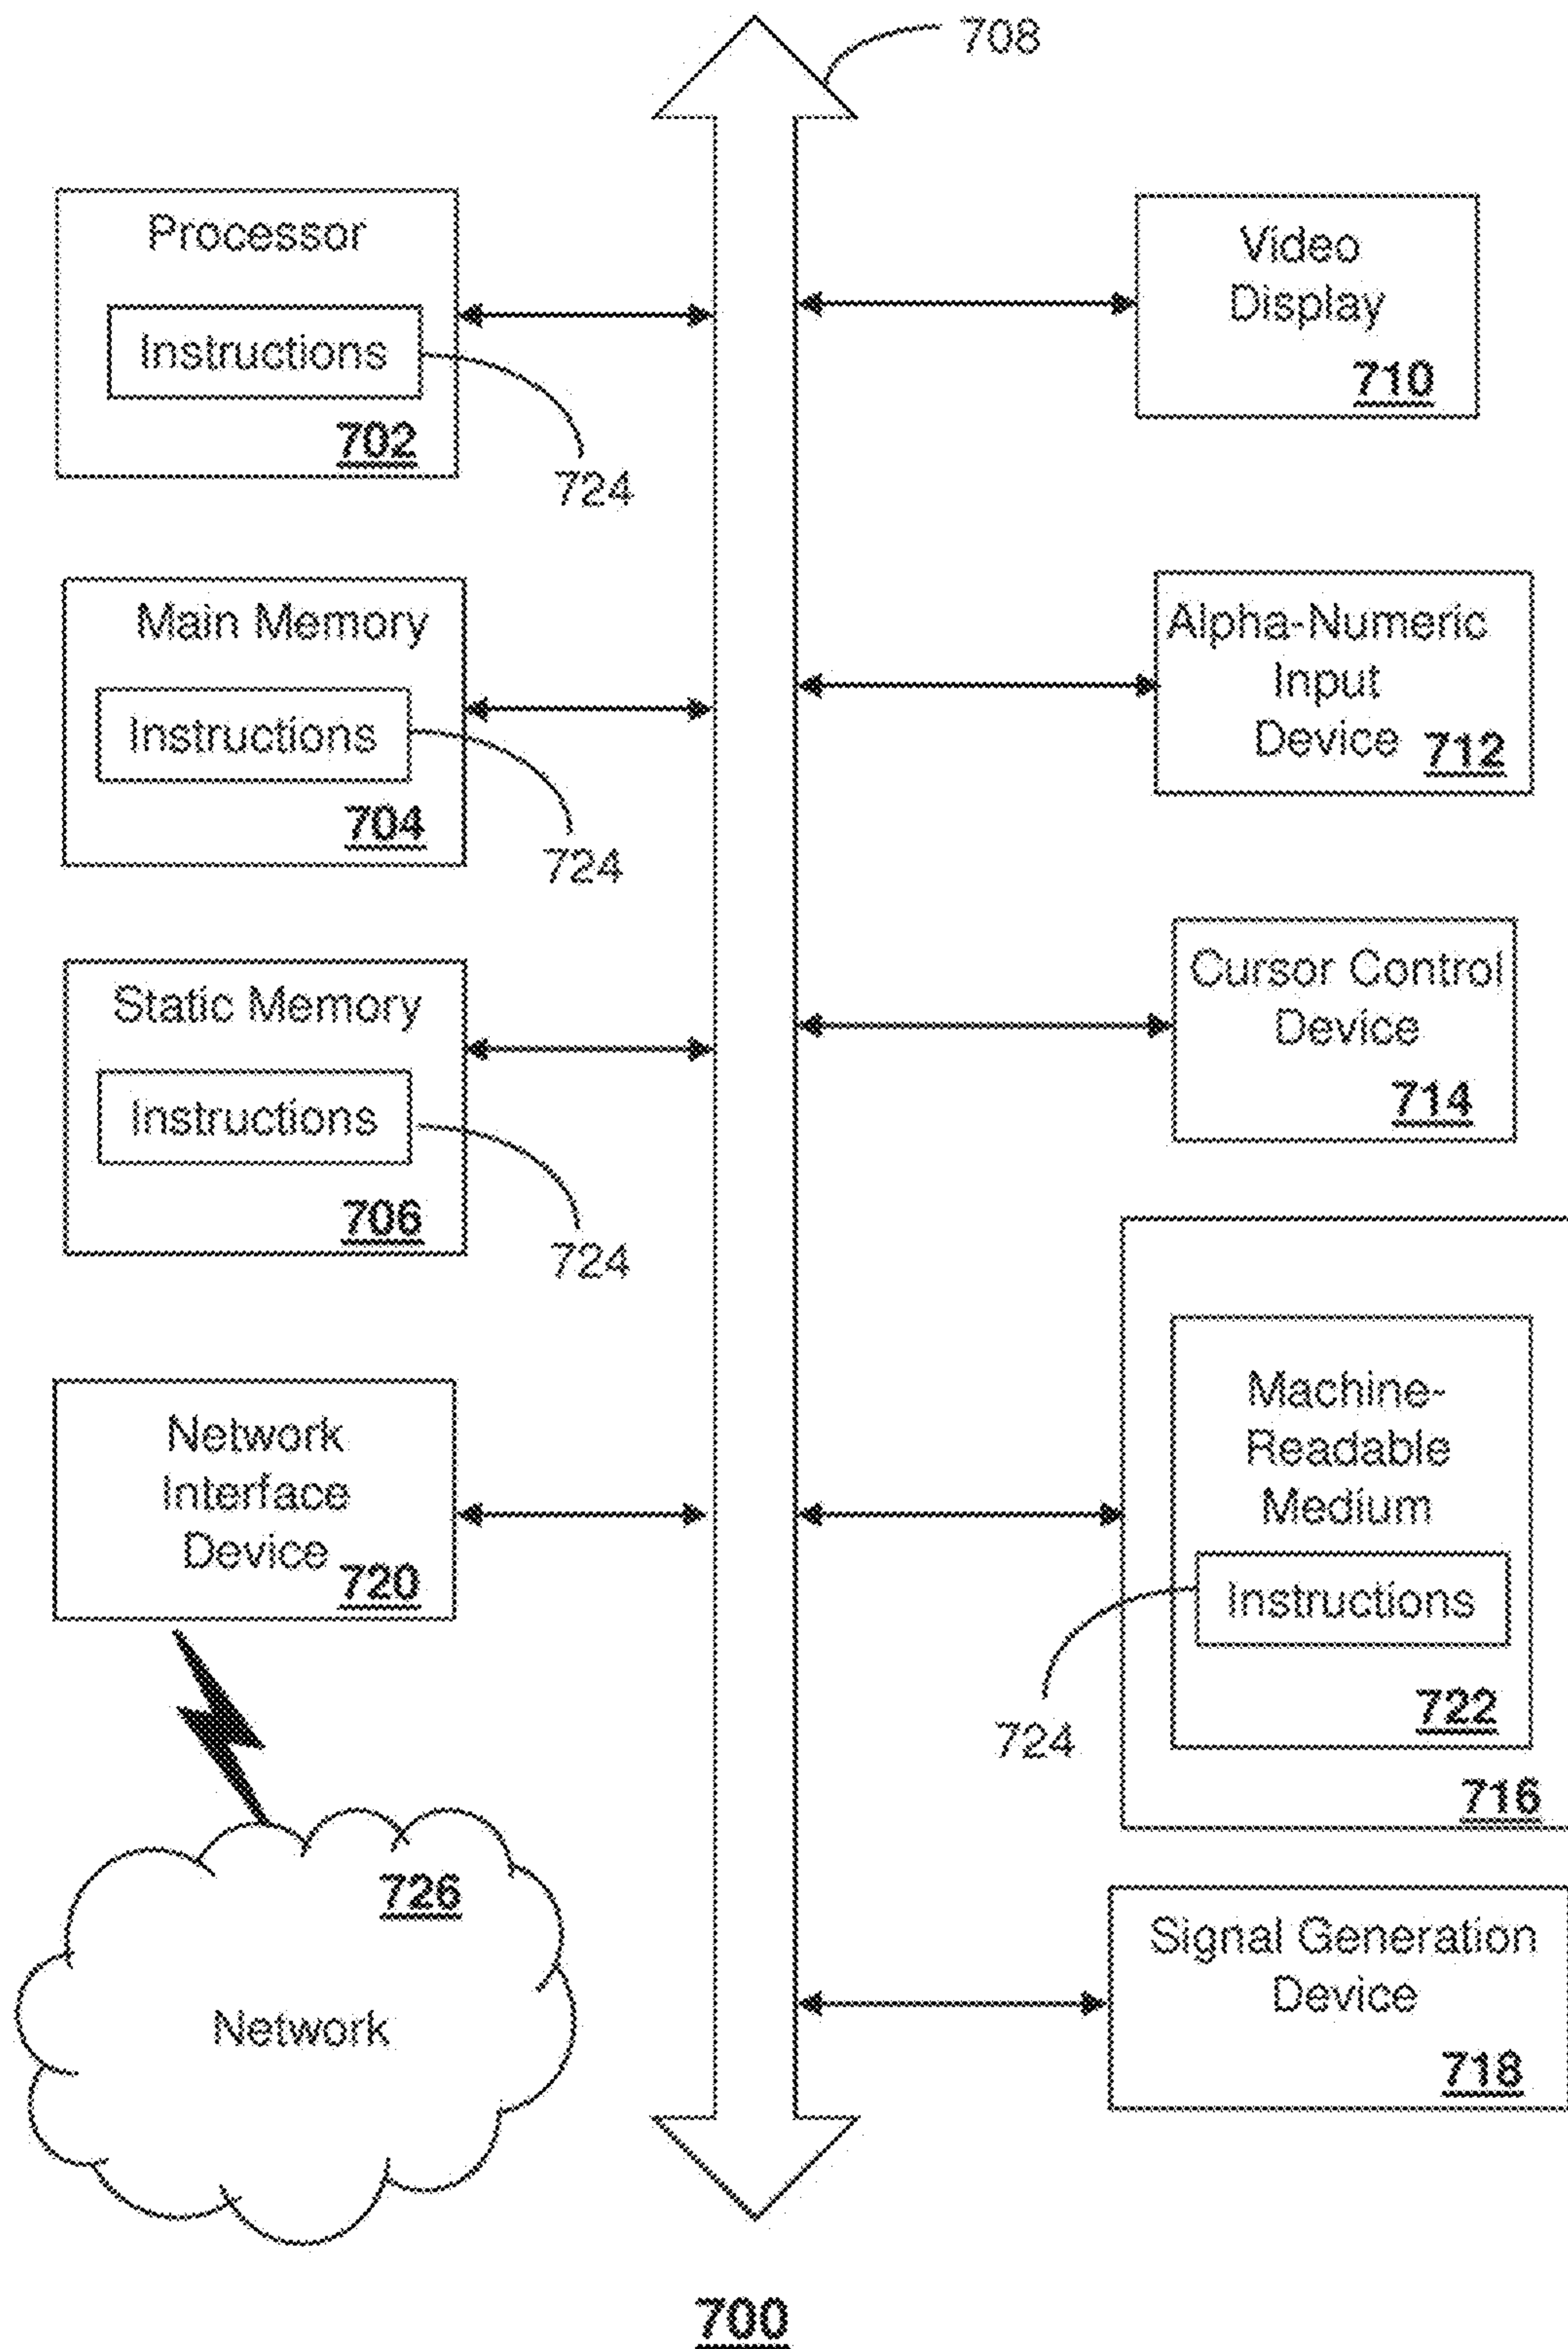 708
Processor
Instructions
702
724
Main Memory
Instructions
704
724
Static Memory
Instructions
706
724
Network
Interface
Device
720
726
Network
Video
Display
710
Alpha-Numeric
Input
Device
712
Cursor Control
Device
714
Machine-
Readable
Medium
Instructions
724
722
716
Signal Generation
Device
718
700